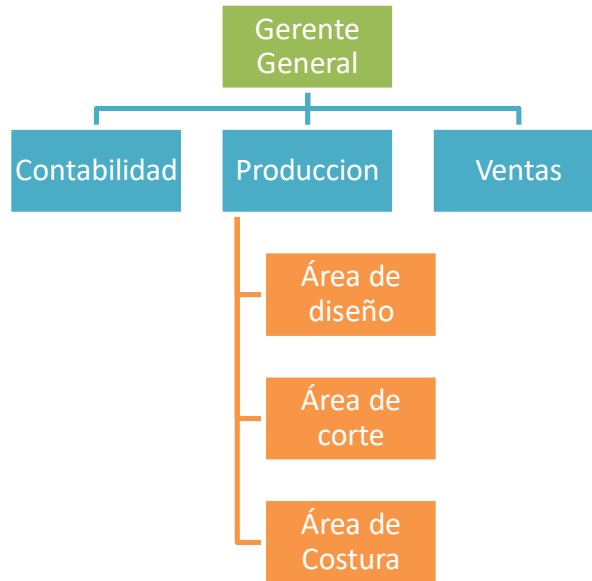 Gerente
General
Contabilidad
Produccion
Ventas
Área de
diseño
Área de
corte
Área de
Costura